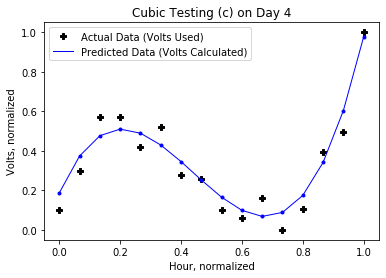 Cubic Testing (c) on Day 4
Actual Data (Volts Used)
Predicted Data (Volts Calculated)
Volts, normalized
1.0
0.8
0.6
0.4
0.2
0.0
0.0 0.2 0.4 0.6 0.8 1.0
Hour, normalized